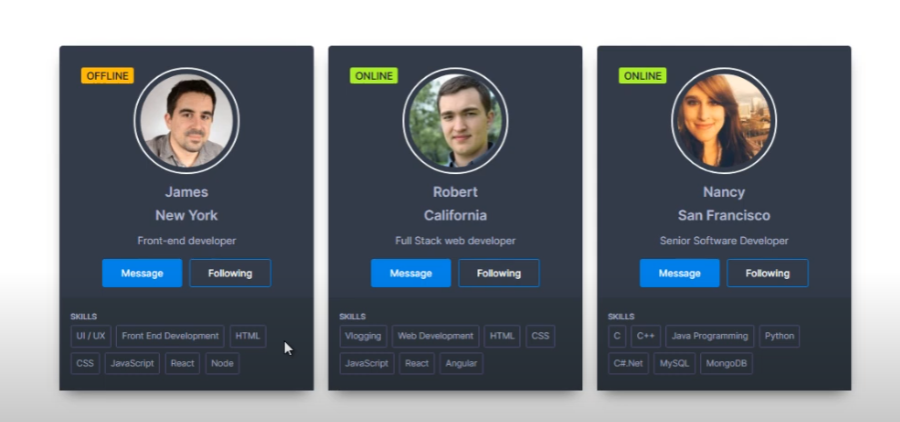 OFFLINE
James
New York
Front-end developer
Message Following
SKILLS
UI / UX Front End Development HTML
CSS JavaScript React Node
ONLINE
Robert
California
Full Stack web developer
Message Following
SKILLS
Vlogging Web Development HTML CSS
JavaScript React Angular
ONLINE
Nancy
San Francisco
Senior Software Developer
Message Following
SKILLS
C C++ Java Programming Python
C#.Net MySQL MongoDB